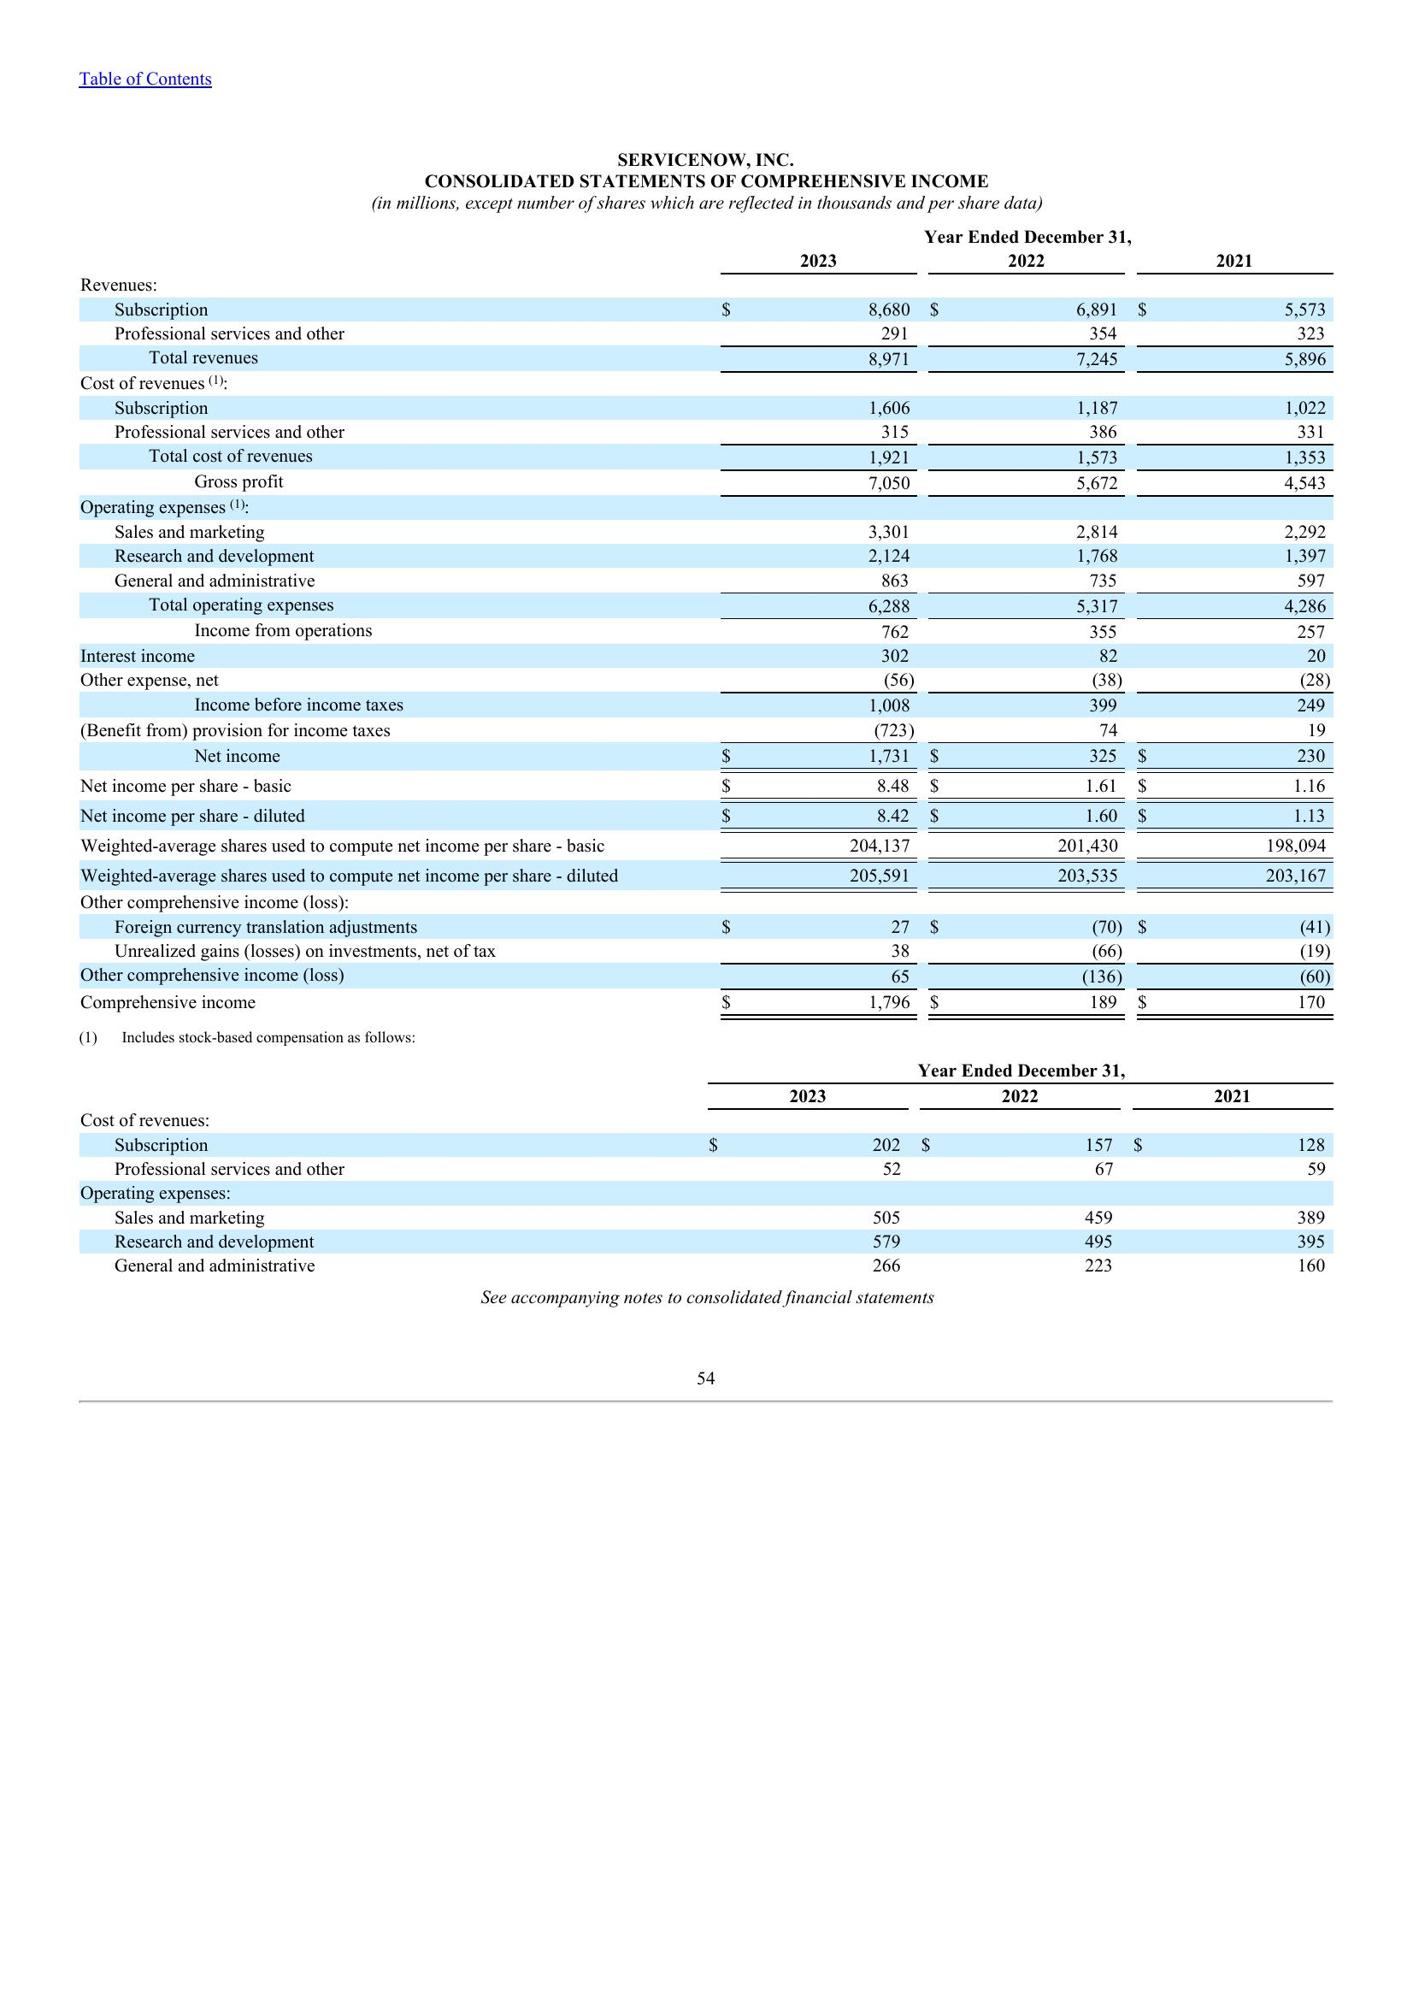 Table of Contents
SERVICENOW, INC.
CONSOLIDATED STATEMENTS OF COMPREHENSIVE INCOME
(in millions, except number of shares which are reflected in thousands and per share data)
Year Ended December 31,
2023 2022 2021
Revenues:
Subscription $ 8,680 $ 6,891 $ 5,573
Professional services and other 291 354 323
Total revenues 8,971 7,245 5,896
Cost of revenues (1):
Subscription 1,606 1,187 1,022
Professional services and other 315 386 331
Total cost of revenues 1,921 1,573 1,353
Gross profit 7,050 5,672 4,543
Operating expenses (1):
Sales and marketing 3,301 2,814 2,292
Research and development 2,124 1,768 1,397
General and administrative 863 735 597
Total operating expenses 6,288 5,317 4,286
Income from operations 762 355 257
Interest income 302 82 20
Other expense, net (56) (38) (28)
Income before income taxes 1,008 399 249
(Benefit from) provision for income taxes (723) 74 19
Net income $ 1,731 $ 325 $ 230
Net income per share - basic $ 8.48 $ 1.61 $ 1.16
Net income per share - diluted $ 8.42 $ 1.60 $ 1.13
Weighted-average shares used to compute net income per share - basic 204,137 201,430 198,094
Weighted-average shares used to compute net income per share - diluted 205,591 203,535 203,167
Other comprehensive income (loss):
Foreign currency translation adjustments $ 27 $ (70) $ (41)
Unrealized gains (losses) on investments, net of tax 38 (66) (19)
Other comprehensive income (loss) 65 (136) (60)
Comprehensive income $ 1,796 $ 189 $ 170
(1) Includes stock-based compensation as follows:
Year Ended December 31,
2023 2022 2021
Cost of revenues:
Subscription $ 202 $ 157 $ 128
Professional services and other 52 67 59
Operating expenses:
Sales and marketing 505 459 389
Research and development 579 495 395
General and administrative 266 223 160
See accompanying notes to consolidated financial statements
54